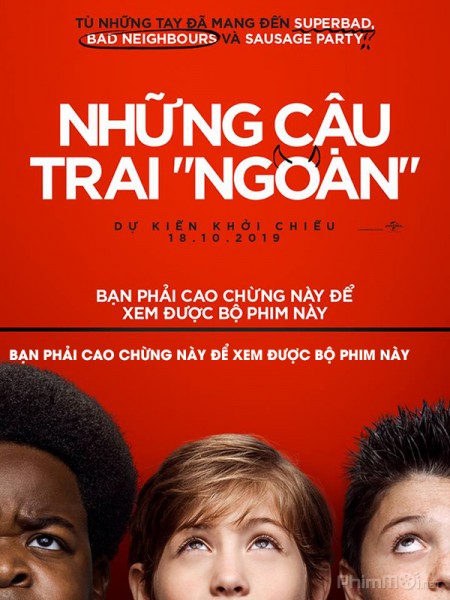 TỪ NHỮNG TAY ĐÃ MANG ĐẾN SUPERBAD,
BAD NEIGHBOURS VÀ SAUSAGE PARTY?!
NHỮNG CẬU
TRAI "NGOAN"
DỰ KIẾN KHỞI CHIẾU
18.10.2019
BẠN PHẢI CAO CHỪNG NÀY ĐỂ
XEM ĐƯỢC BỘ PHIM NÀY
BẠN PHẢI CAO CHỪNG NÀY ĐỂ XEM ĐƯỢC BỘ PHIM NÀY